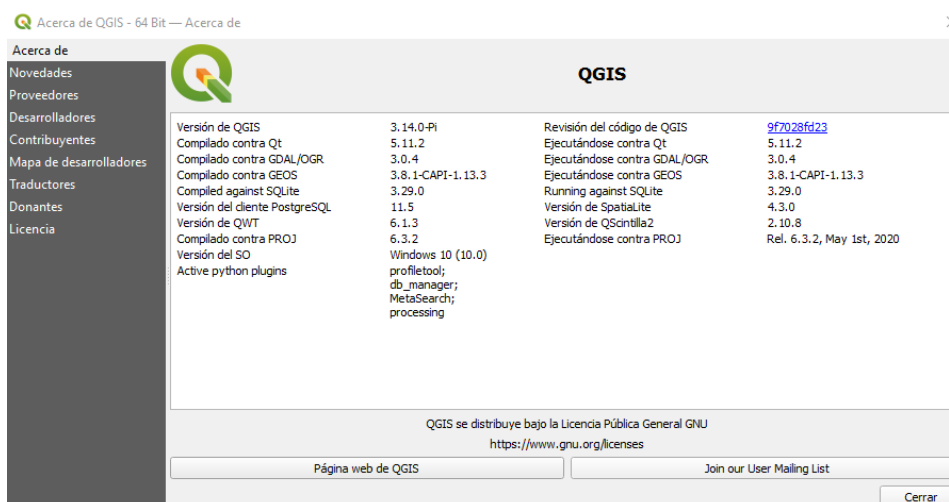 Acerca de QGIS - 64 Bit — Acerca de
Acerca de
Novedades
Proveedores
Desarrolladores
Contribuyentes
Mapa de desarrolladores
Traductores
Donantes
Licencia
QGIS
Versión de QGIS 3.14.0-Pi Revisión del código de QGIS 9f7028fd23
Compilado contra Qt 5.11.2 Ejecutándose contra Qt 5.11.2
Compilado contra GDAL/OGR 3.0.4 Ejecutándose contra GDAL/OGR 3.0.4
Compilado contra GEOS 3.8.1-CAPI-1.13.3 Ejecutándose contra GEOS 3.8.1-CAPI-1.13.3
Compiled against SQLite 3.29.0 Running against SQLite 3.29.0
Versión del cliente PostgreSQL 11.5 Versión de SpatiaLite 4.3.0
Versión de QWT 6.1.3 Versión de QScintilla2 2.10.8
Compilado contra PROJ 6.3.2 Ejecutándose contra PROJ Rel. 6.3.2, May 1st, 2020
Versión del SO Windows 10 (10.0)
Active python plugins profiletool;
db_manager;
MetaSearch;
processing
QGIS se distribuye bajo la Licencia Pública General GNU
https://www.gnu.org/licenses
Página web de QGIS Join our User Mailing List
Cerrar